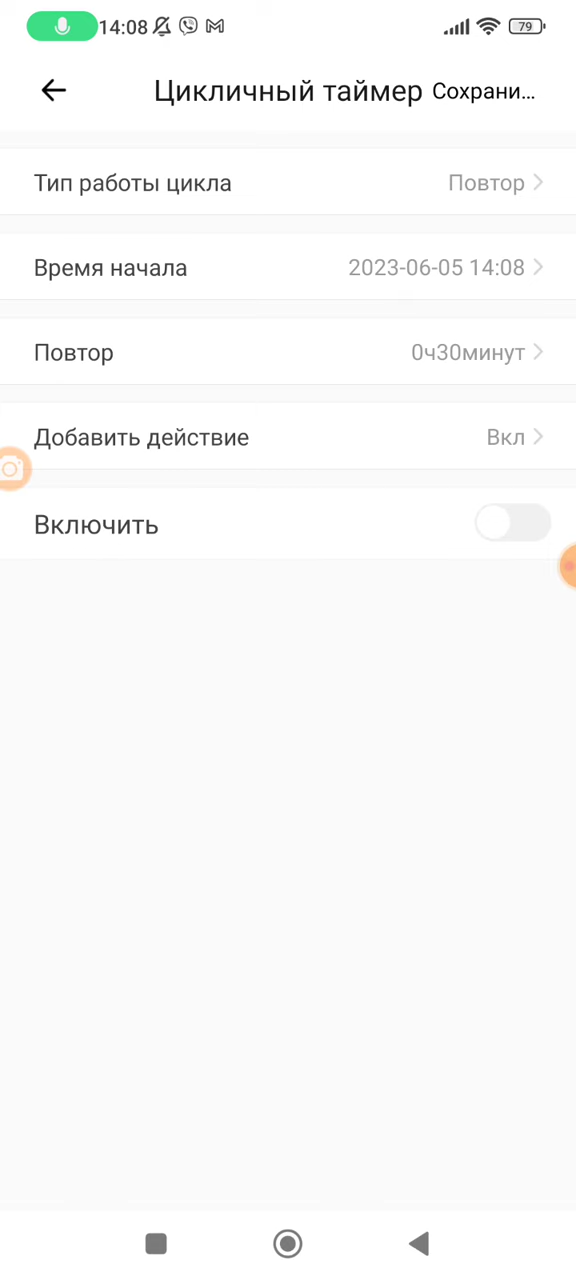 14:08 79
Цикличный таймер Сохрани...
Тип работы цикла Повтор
Время начала 2023-06-05 14:08
Повтор 0ч30минут
Добавить действие Вкл
Включить